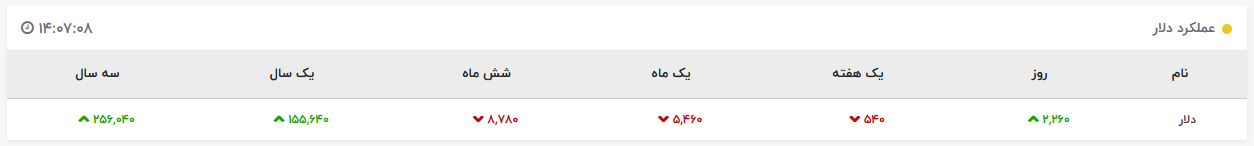 عملکرد دلار ۱۴:۰۷:۰۸
نام روز یک هفته یک ماه شش ماه یک سال سه سال
دلار ۲,۲۶۰ ۵۴۰ ۵,۴۶۰ ۸,۷۸۰ ۱۵۵,۶۴۰ ۲۵۶,۰۴۰